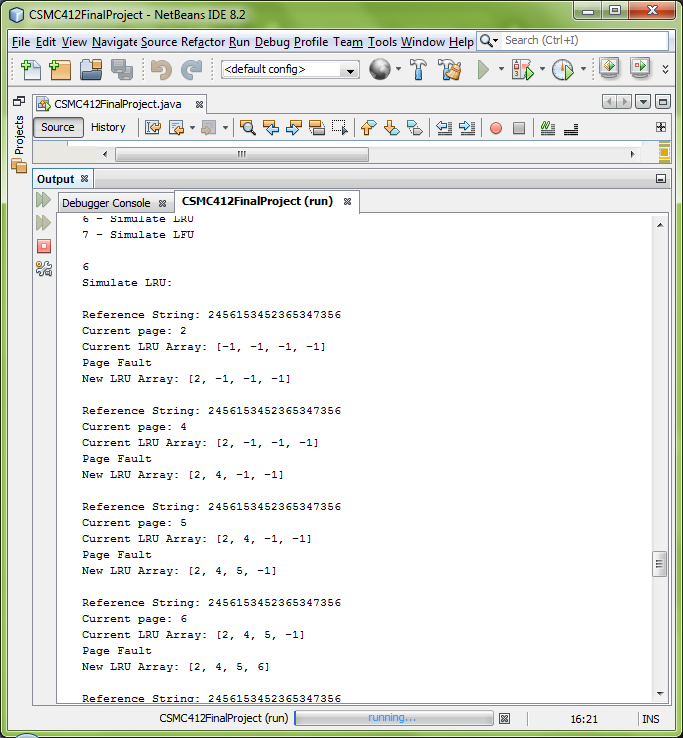 CSMC412FinalProject - NetBeans IDE 8.2
File Edit View Navigate Source Refactor Run Debug Profile Team Tools Window Help Search (Ctrl+I)
<default config>
CSMC412FinalProject.java
Source History
Projects
Output
Debugger Console CSMC412FinalProject (run)
6 - Simulate LRU
7 - Simulate LFU
6
Simulate LRU:
Reference String: 2456153452365347356
Current page: 2
Current LRU Array: [-1, -1, -1, -1]
Page Fault
New LRU Array: [2, -1, -1, -1]
Reference String: 2456153452365347356
Current page: 4
Current LRU Array: [2, -1, -1, -1]
Page Fault
New LRU Array: [2, 4, -1, -1]
Reference String: 2456153452365347356
Current page: 5
Current LRU Array: [2, 4, -1, -1]
Page Fault
New LRU Array: [2, 4, 5, -1]
Reference String: 2456153452365347356
Current page: 6
Current LRU Array: [2, 4, 5, -1]
Page Fault
New LRU Array: [2, 4, 5, 6]
Reference String: 2456153452365347356
CSMC412FinalProject (run) running... 16:21 INS